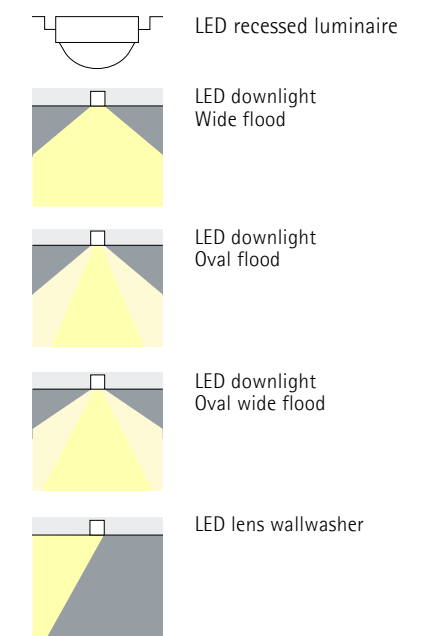 LED recessed luminaire
LED downlight
Wide flood
LED downlight
Oval flood
LED downlight
Oval wide flood
LED lens wallwasher